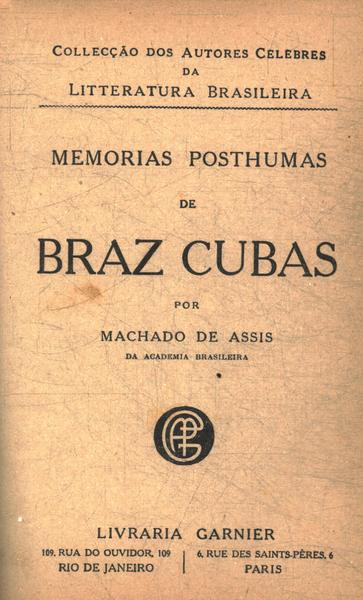 COLLECÇÃO DOS AUTORES CELEBRES
DA
LITTERATURA BRASILEIRA
MEMORIAS POSTHUMAS
DE
BRAZ CUBAS
POR
MACHADO DE ASSIS
DA ACADEMIA BRASILEIRA
LIVRARIA GARNIER
109, RUA DO OUVIDOR, 109
RIO DE JANEIRO
6, RUE DES SAINTS-PÈRES, 6
PARIS